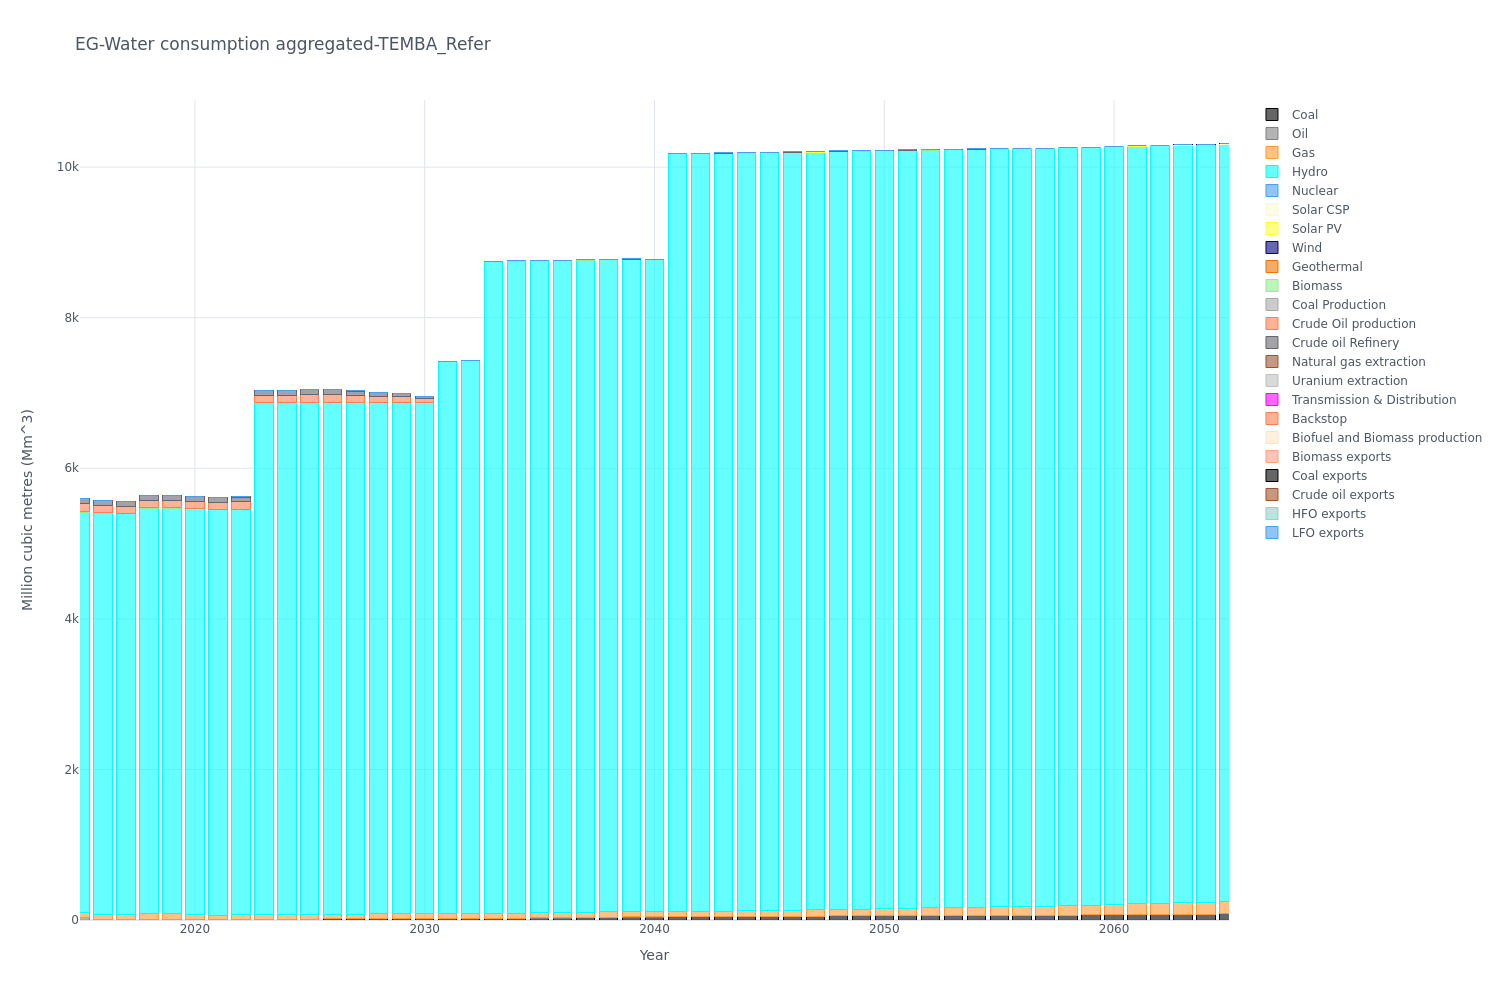 EG-Water consumption aggregated-TEMBA_Refer
Million cubic metres (Mm^3)
10k
8k
6k
4k
2k
0
2020
2030
2040
2050
2060
Year
Coal
Oil
Gas
Hydro
Nuclear
Solar CSP
Solar PV
Wind
Geothermal
Biomass
Coal Production
Crude Oil production
Crude oil Refinery
Natural gas extraction
Uranium extraction
Transmission & Distribution
Backstop
Biofuel and Biomass production
Biomass exports
Coal exports
Crude oil exports
HFO exports
LFO exports